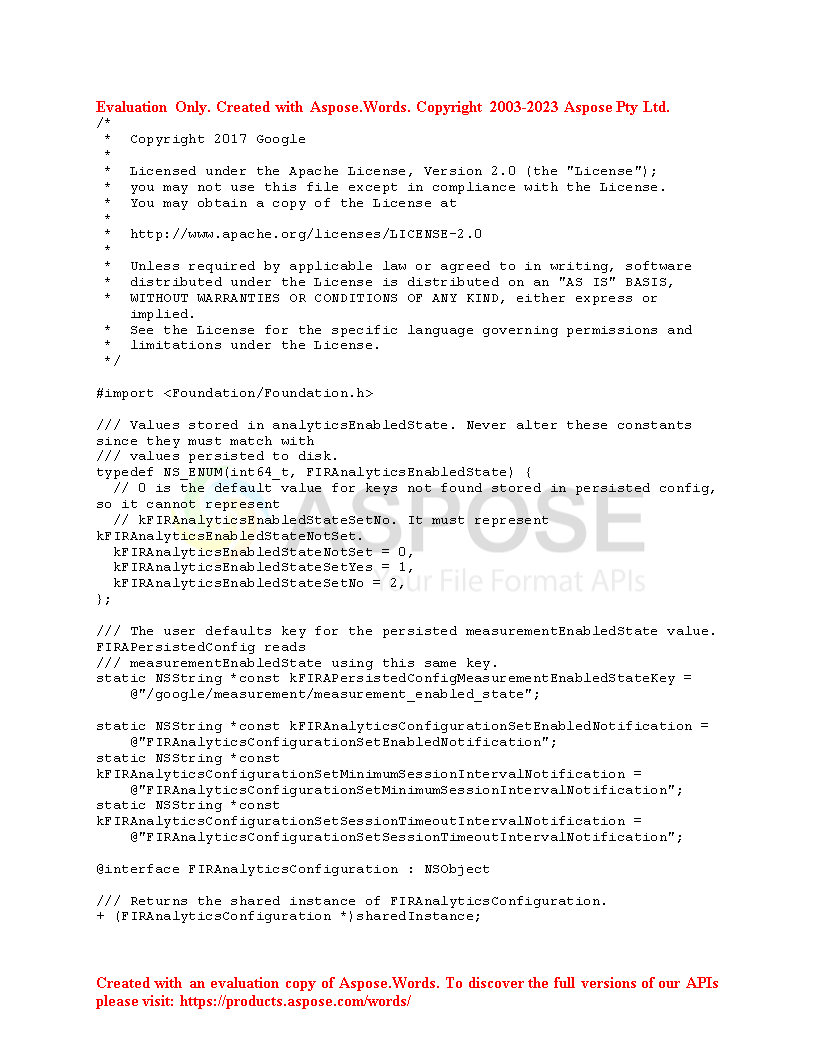 Evaluation Only. Created with Aspose.Words. Copyright 2003-2023 Aspose Pty Ltd.
/*
 *  Copyright 2017 Google
 *
 *  Licensed under the Apache License, Version 2.0 (the "License");
 *  you may not use this file except in compliance with the License.
 *  You may obtain a copy of the License at
 *
 *  http://www.apache.org/licenses/LICENSE-2.0
 *
 *  Unless required by applicable law or agreed to in writing, software
 *  distributed under the License is distributed on an "AS IS" BASIS,
 *  WITHOUT WARRANTIES OR CONDITIONS OF ANY KIND, either express or
    implied.
 *  See the License for the specific language governing permissions and
 *  limitations under the License.
 */

#import <Foundation/Foundation.h>

/// Values stored in analyticsEnabledState. Never alter these constants
since they must match with
/// values persisted to disk.
typedef NS_ENUM(int64_t, FIRAnalyticsEnabledState) {
  // 0 is the default value for keys not found stored in persisted config,
so it cannot represent
  // kFIRAnalyticsEnabledStateSetNo. It must represent
kFIRAnalyticsEnabledStateNotSet.
  kFIRAnalyticsEnabledStateNotSet = 0,
  kFIRAnalyticsEnabledStateSetYes = 1,
  kFIRAnalyticsEnabledStateSetNo = 2,
};
ASPOSE
Your File Format APIs

/// The user defaults key for the persisted measurementEnabledState value.
FIRAPersistedConfig reads
/// measurementEnabledState using this same key.
static NSString *const kFIRAPersistedConfigMeasurementEnabledStateKey =
    @"/google/measurement/measurement_enabled_state";

static NSString *const kFIRAnalyticsConfigurationSetEnabledNotification =
    @"FIRAnalyticsConfigurationSetEnabledNotification";
static NSString *const
kFIRAnalyticsConfigurationSetMinimumSessionIntervalNotification =
    @"FIRAnalyticsConfigurationSetMinimumSessionIntervalNotification";
static NSString *const
kFIRAnalyticsConfigurationSetSessionTimeoutIntervalNotification =
    @"FIRAnalyticsConfigurationSetSessionTimeoutIntervalNotification";

@interface FIRAnalyticsConfiguration : NSObject

/// Returns the shared instance of FIRAnalyticsConfiguration.
+ (FIRAnalyticsConfiguration *)sharedInstance;

Created with an evaluation copy of Aspose.Words. To discover the full versions of our APIs
please visit: https://products.aspose.com/words/